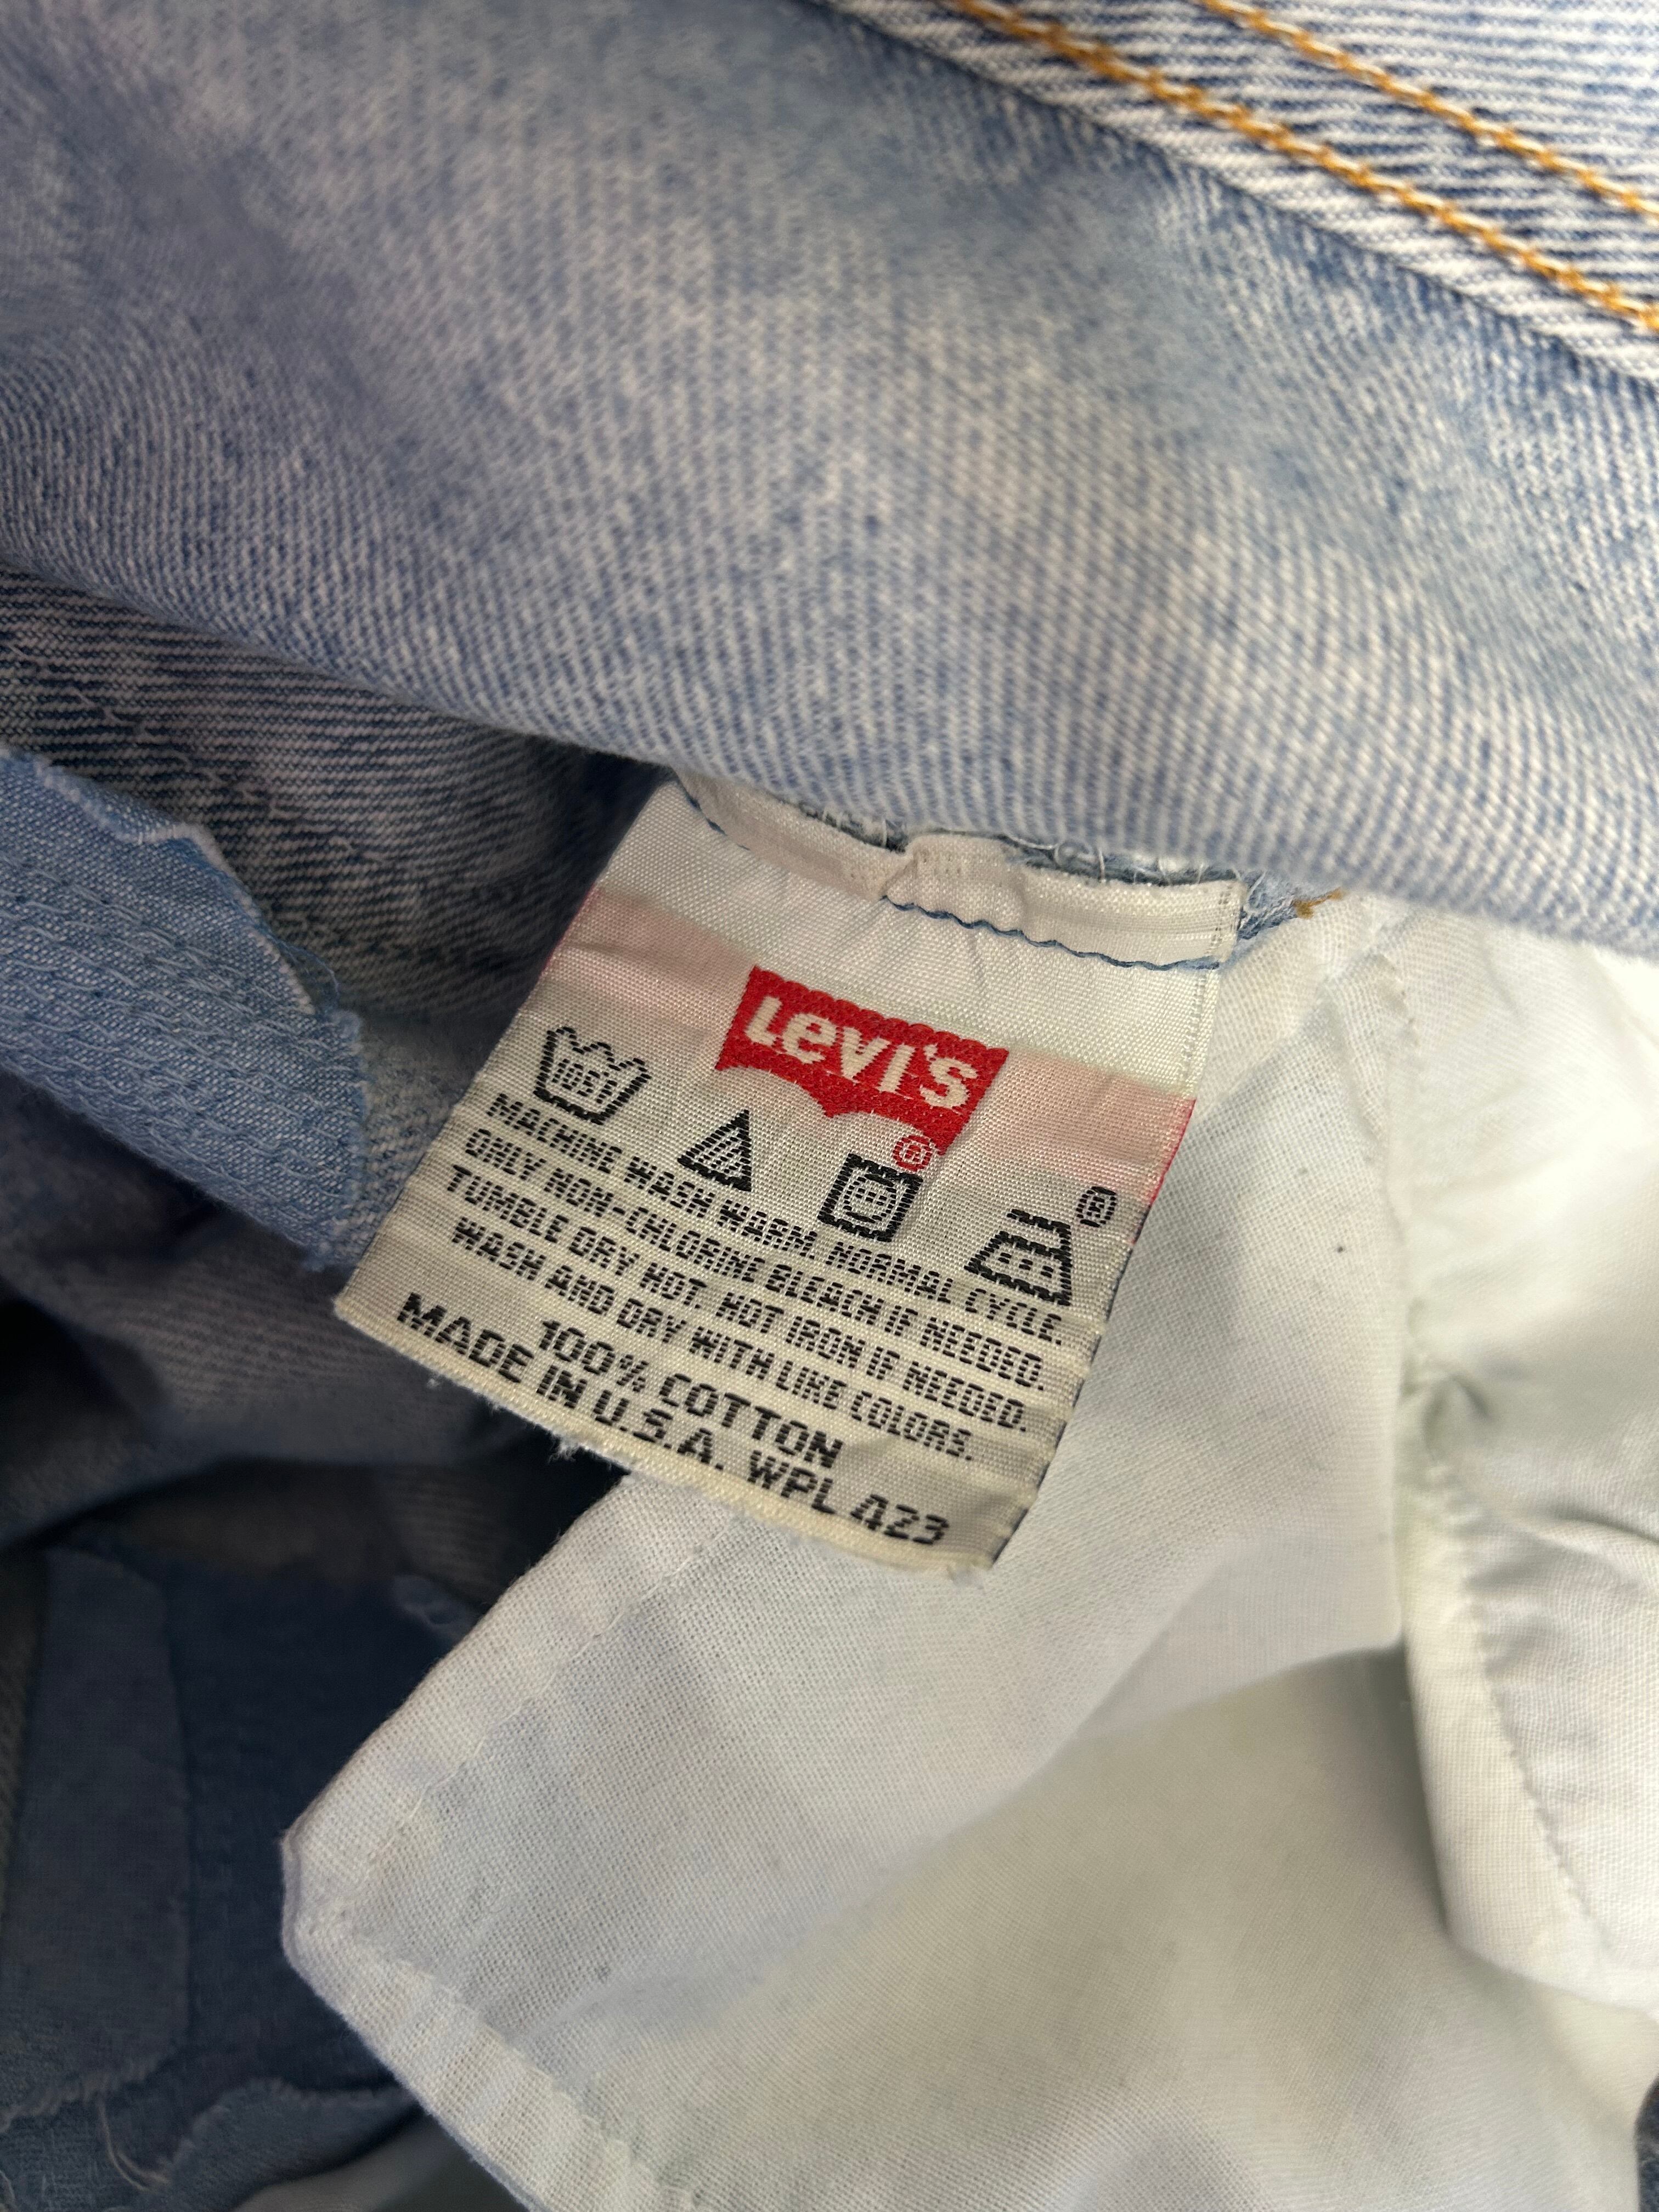 Levi's
®
105F
®
MACHINE WASH WARM. NORMAL CYCLE.
ONLY NON-CHLORINE BLEACH IF NEEDED.
TUMBLE DRY HOT. HOT IRON IF NEEDED.
WASH AND DRY WITH LIKE COLORS.
100% COTTON
MADE IN U.S.A. WPL 423